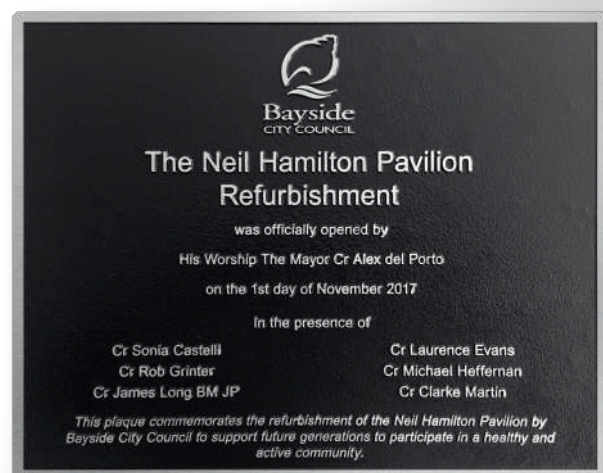 Bayside
CITY COUNCIL
The Neil Hamilton Pavilion
Refurbishment
was officially opened by
His Worship The Mayor Cr Alex del Porto
on the 1st day of November 2017
In the presence of
Cr Sonia Castelli
Cr Rob Grinter
Cr James Long BM JP
Cr Laurence Evans
Cr Michael Heffernan
Cr Clarke Martin
This plaque commemorates the refurbishment of the Neil Hamilton Pavilion by
Bayside City Council to support future generations to participate in a healthy and
active community.